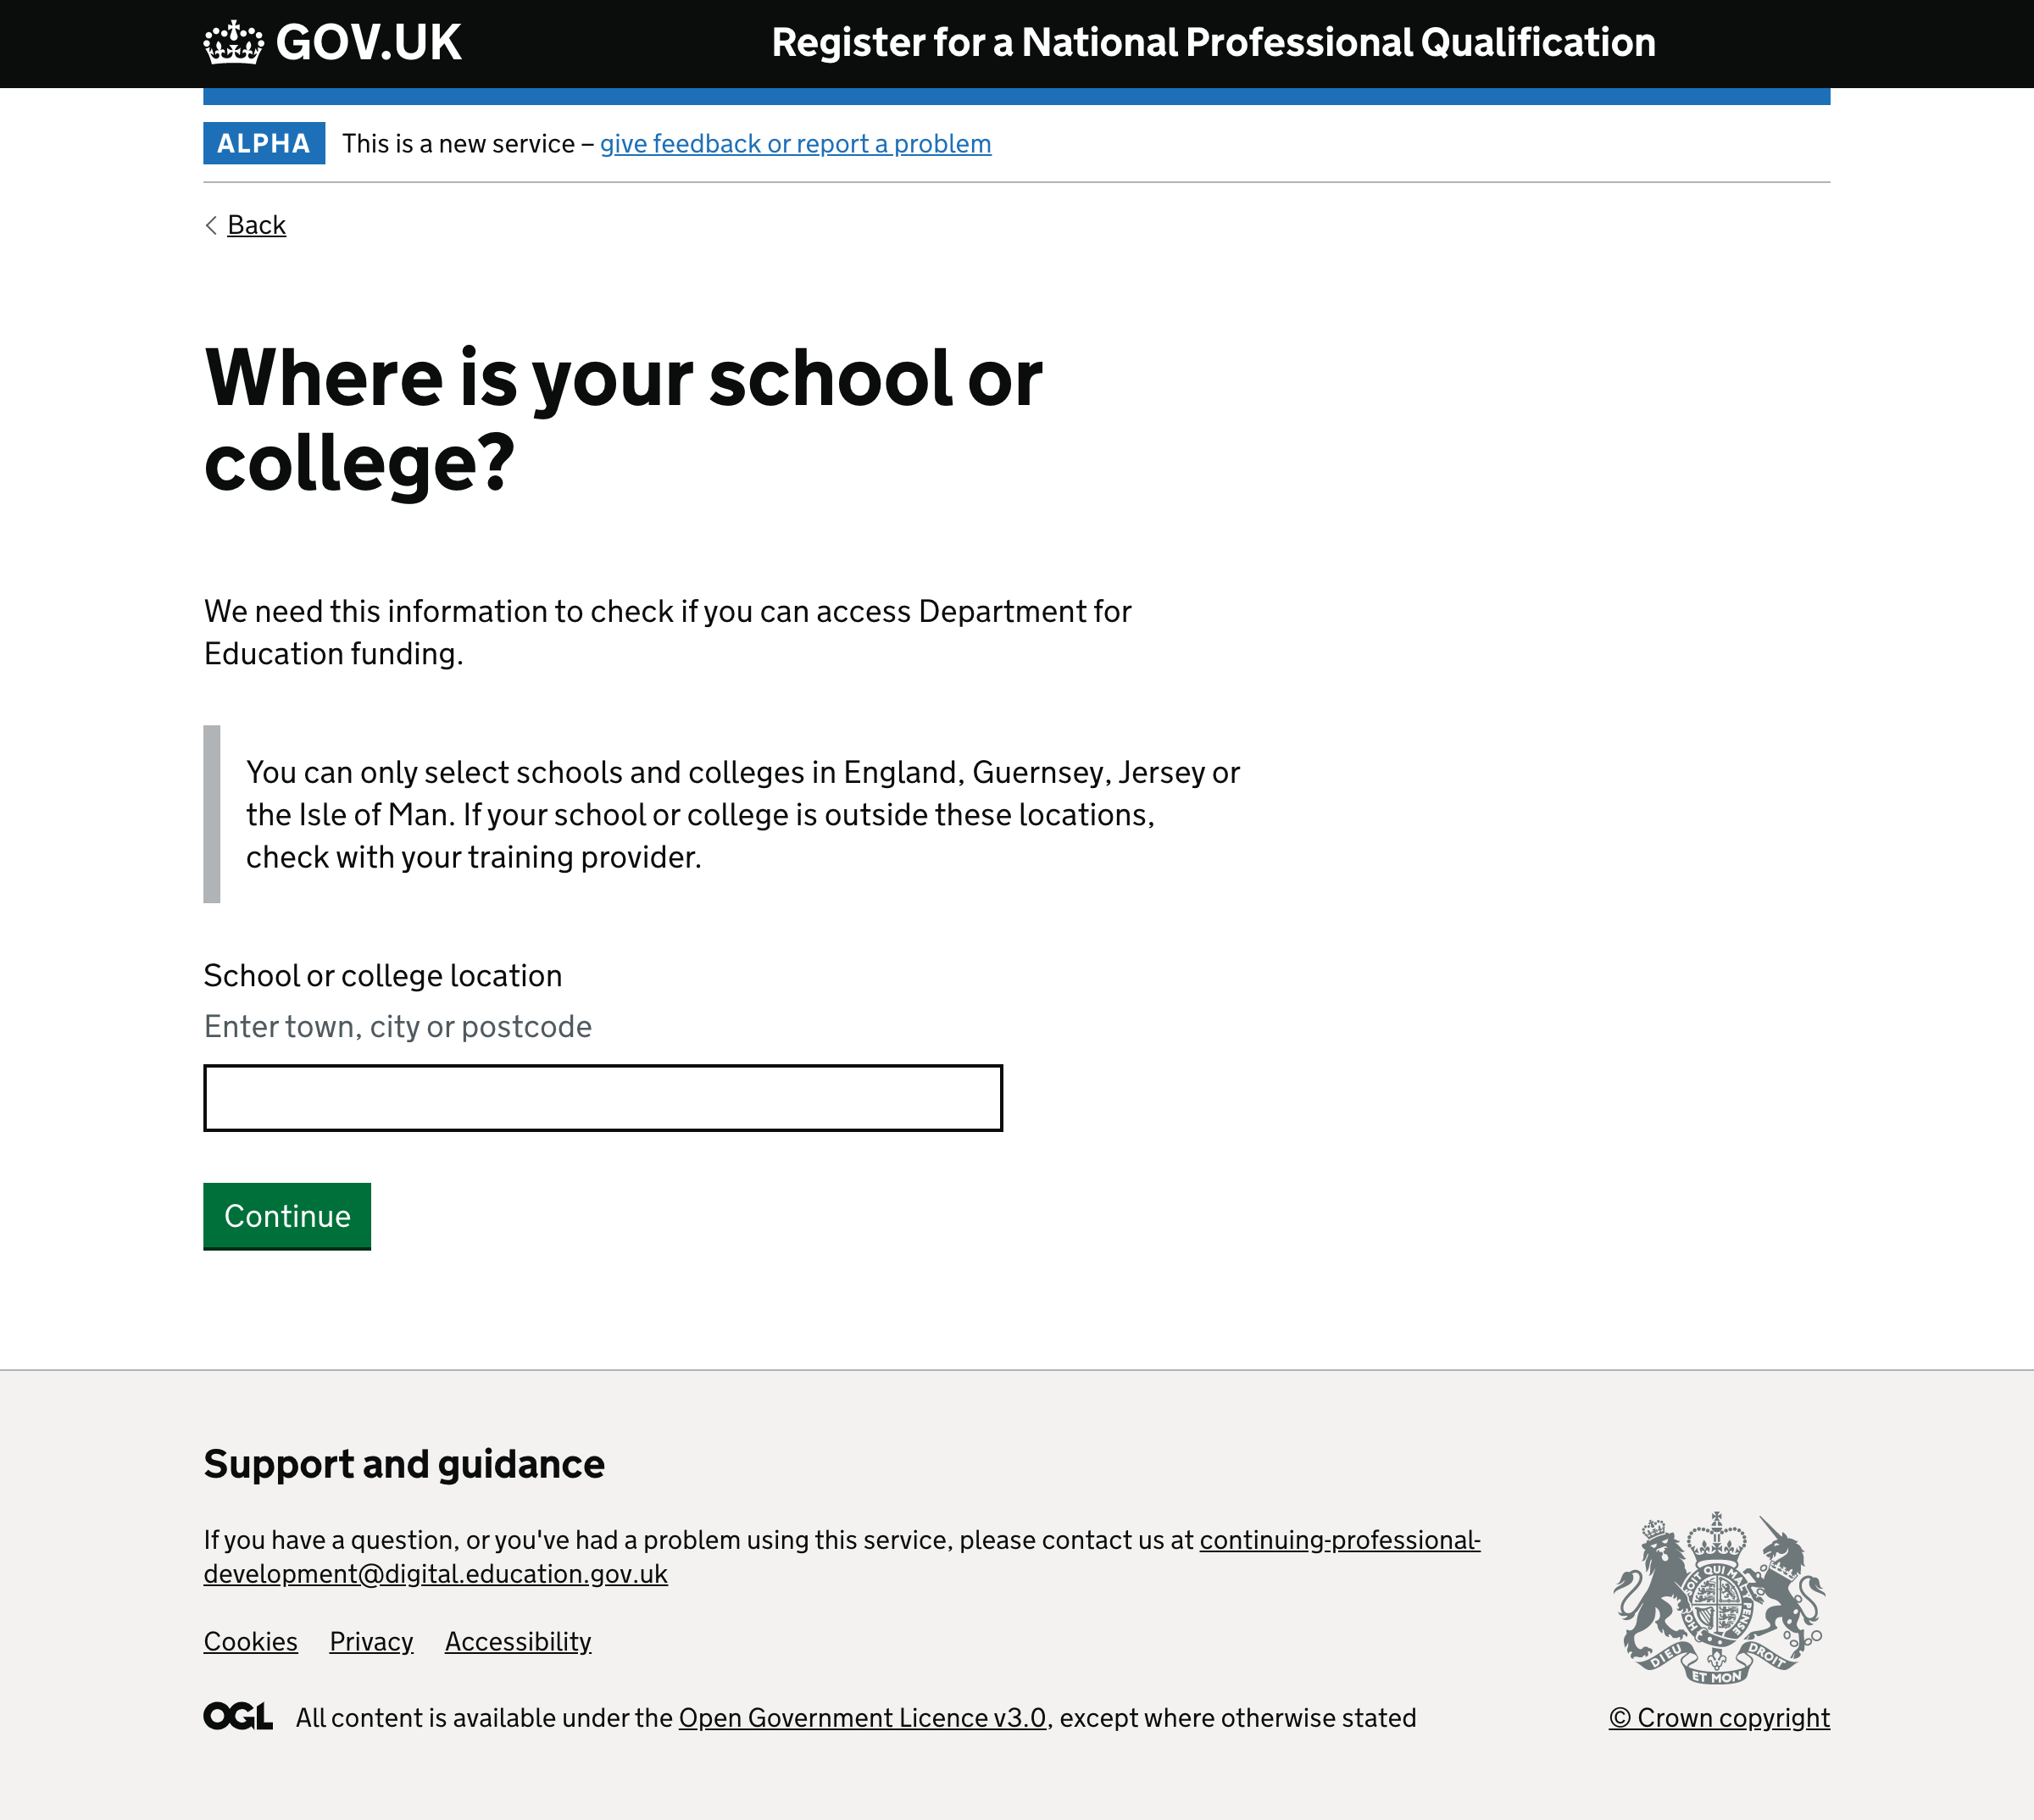 GOV.UK
Register for a National Professional Qualification
ALPHA
This is a new service – give feedback or report a problem
Back
Where is your school or
college?
We need this information to check if you can access Department for
Education funding.
You can only select schools and colleges in England, Guernsey, Jersey or
the Isle of Man. If your school or college is outside these locations,
check with your training provider.
School or college location
Enter town, city or postcode
Continue
Support and guidance
If you have a question, or you've had a problem using this service, please contact us at continuing-professional-
development@digital.education.gov.uk
Cookies Privacy Accessibility
OGL All content is available under the Open Government Licence v3.0, except where otherwise stated
DIEU ET MON DROIT
© Crown copyright